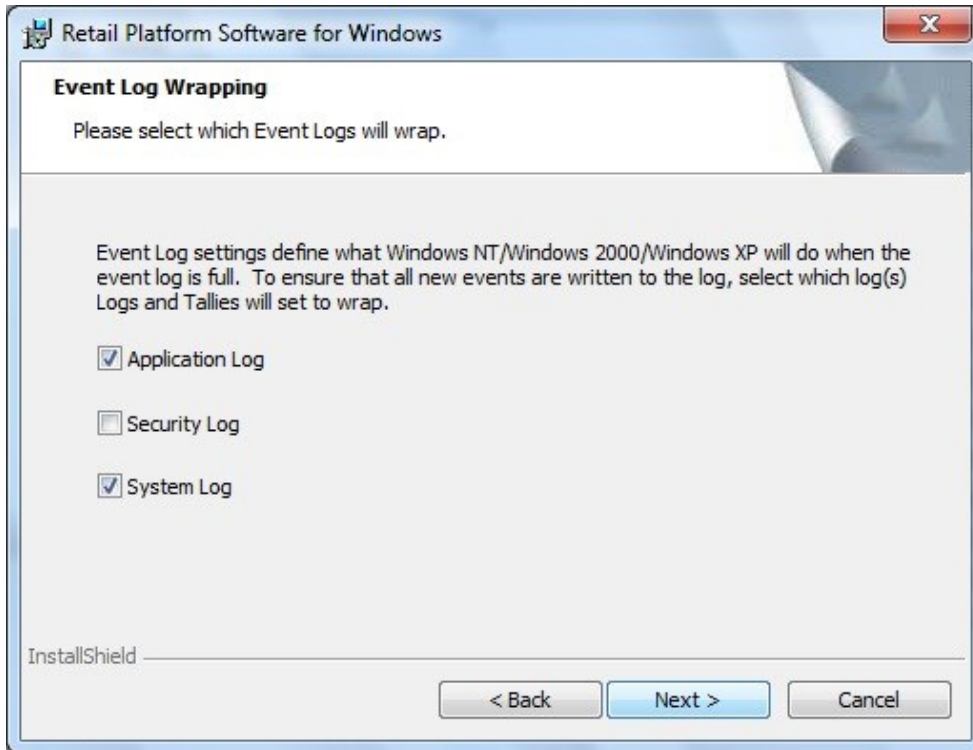 Retail Platform Software for Windows
Event Log Wrapping
Please select which Event Logs will wrap.
Event Log settings define what Windows NT/Windows 2000/Windows XP will do when the
event log is full. To ensure that all new events are written to the log, select which log(s)
Logs and Tallies will set to wrap.
Application Log
Security Log
System Log
InstallShield
< Back
Next >
Cancel